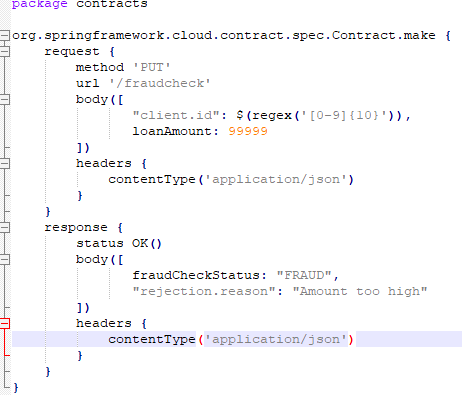 package contracts
org.springframework.cloud.contract.spec.Contract.make {
request {
method 'PUT'
url '/fraudcheck'
body([
"client.id": $(regex('[0-9]{10}')),
loanAmount: 99999
])
headers {
contentType('application/json')
}
}
response {
status OK()
body([
fraudCheckStatus: "FRAUD",
"rejection.reason": "Amount too high"
])
headers {
contentType('application/json')
}
}
}